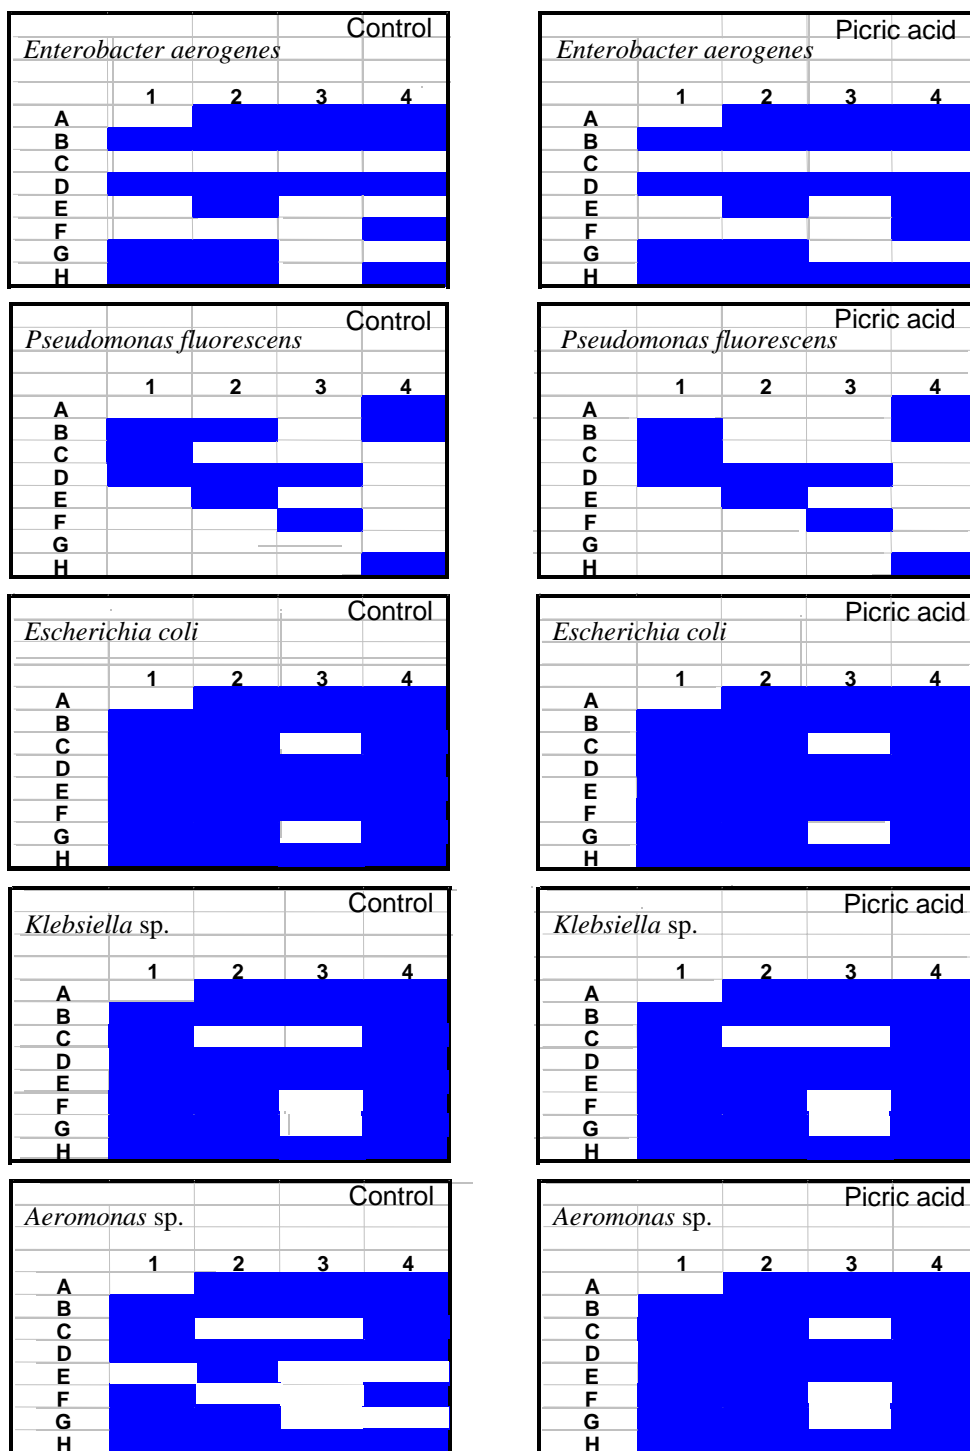 Control
Enterobacter aerogenes
1 2 3 4
A
B
C
D
E
F
G
H
Picric acid
Enterobacter aerogenes
1 2 3 4
A
B
C
D
E
F
G
H
Control
Pseudomonas fluorescens
1 2 3 4
A
B
C
D
E
F
G
H
Picric acid
Pseudomonas fluorescens
1 2 3 4
A
B
C
D
E
F
G
H
Control
Escherichia coli
1 2 3 4
A
B
C
D
E
F
G
H
Picric acid
Escherichia coli
1 2 3 4
A
B
C
D
E
F
G
H
Control
Klebsiella sp.
1 2 3 4
A
B
C
D
E
F
G
H
Picric acid
Klebsiella sp.
1 2 3 4
A
B
C
D
E
F
G
H
Control
Aeromonas sp.
1 2 3 4
A
B
C
D
E
F
G
H
Picric acid
Aeromonas sp.
1 2 3 4
A
B
C
D
E
F
G
H